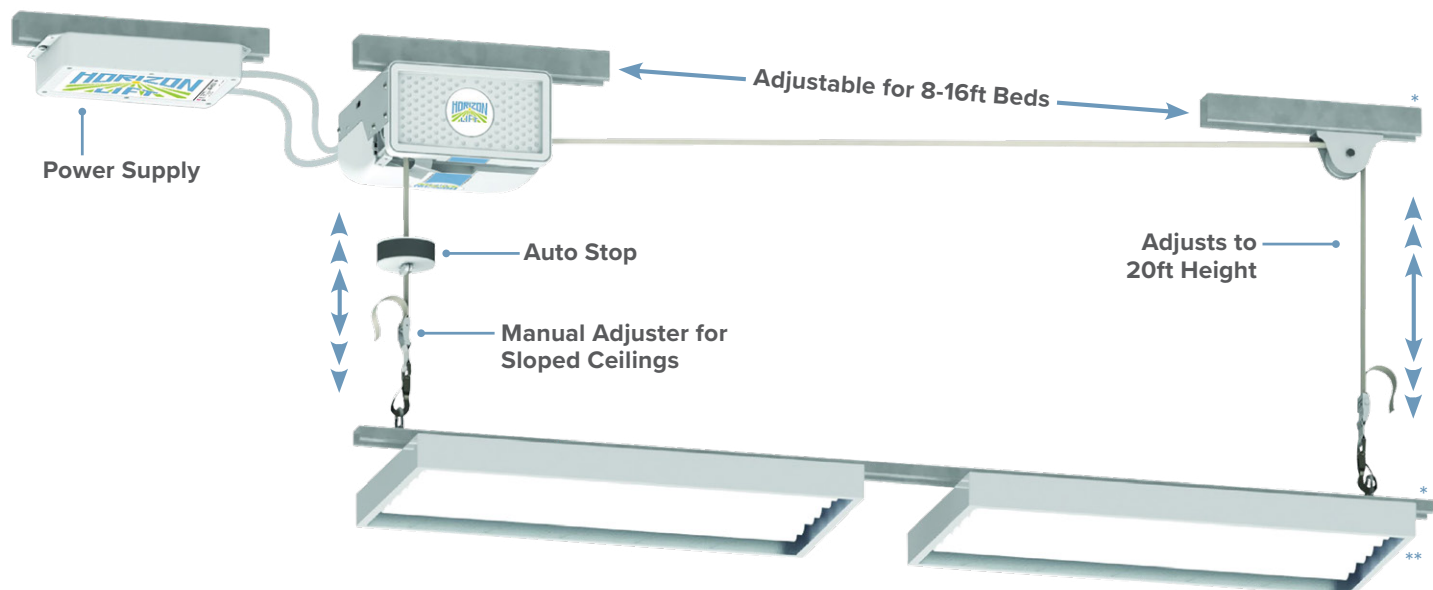 HORIZON
LIFT
HORIZON
LIFT
Adjustable for 8-16ft Beds
*
Power Supply
Auto Stop
Adjusts to
20ft Height
Manual Adjuster for
Sloped Ceilings
*
**